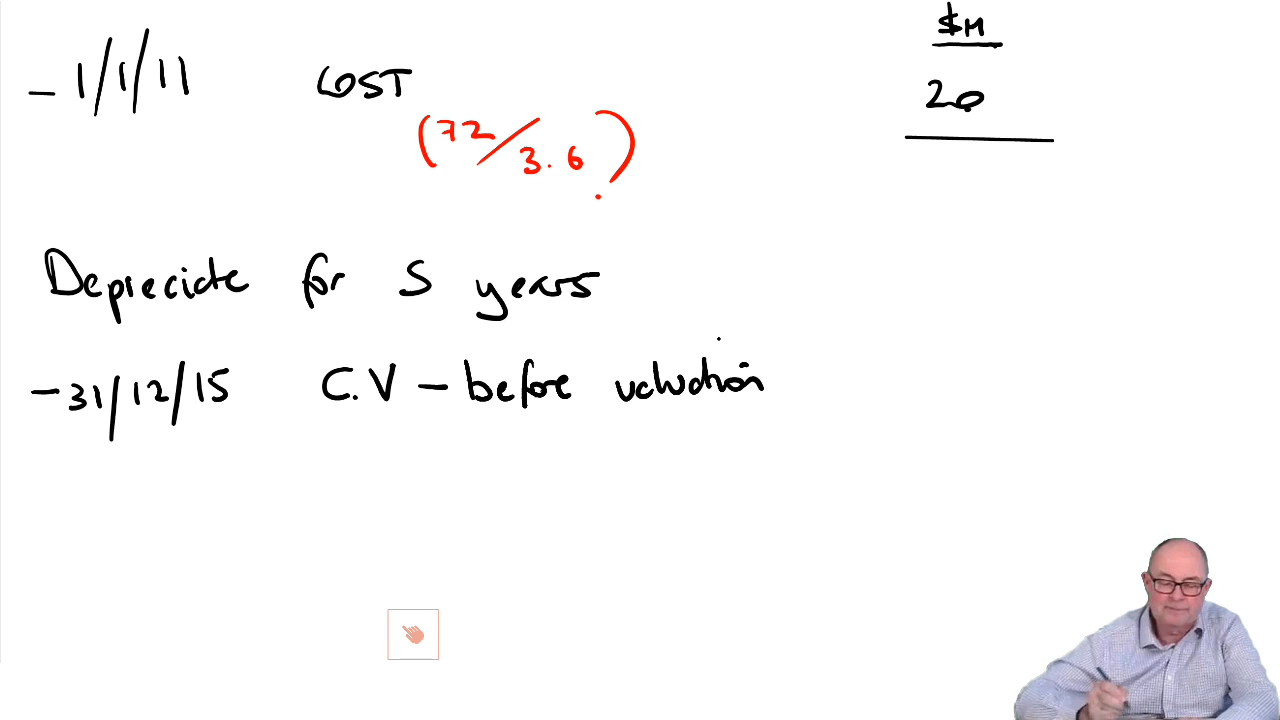 $M
- 1/1/11 COST 20
(72/3.6)
Depreciate for 5 years
- 31/12/15 C.V - before valuation